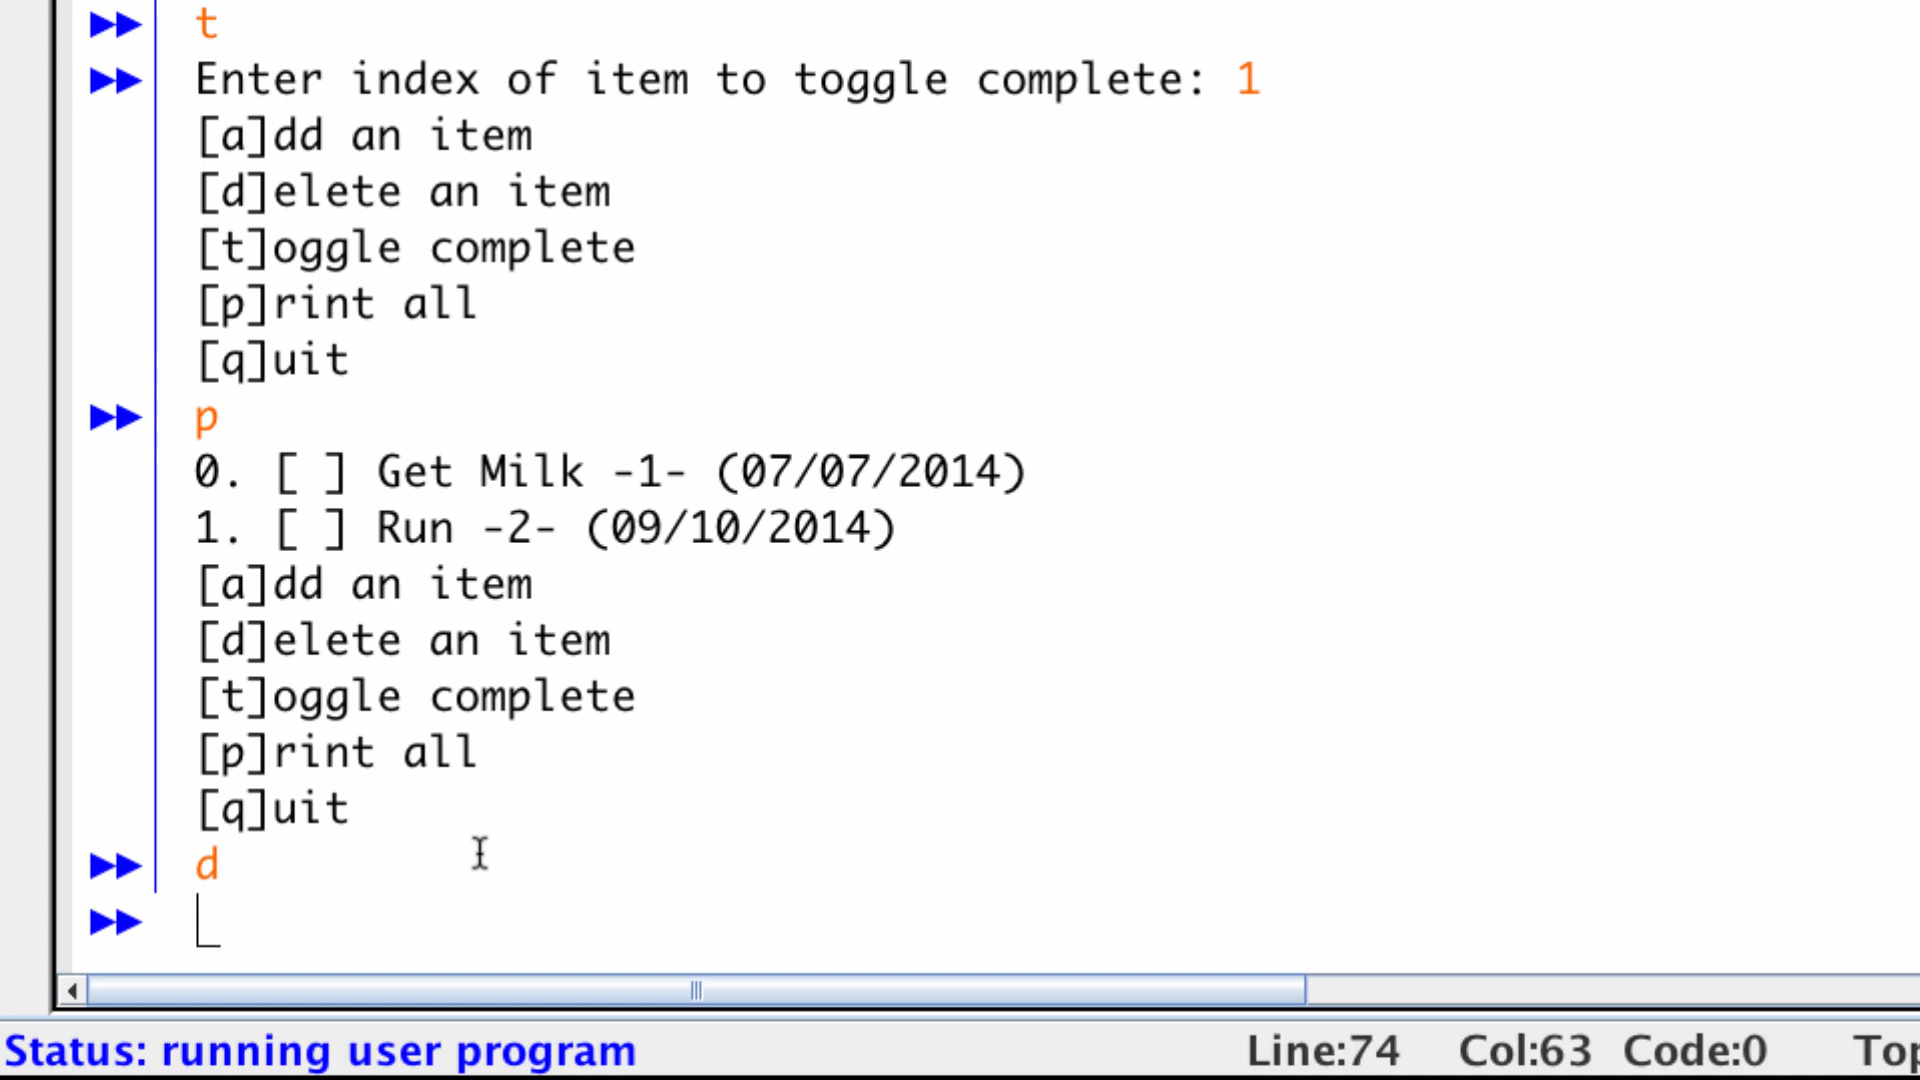 t
Enter index of item to toggle complete: 1
[a]dd an item
[d]elete an item
[t]oggle complete
[p]rint all
[q]uit
p
0. [ ] Get Milk -1- (07/07/2014)
1. [ ] Run -2- (09/10/2014)
[a]dd an item
[d]elete an item
[t]oggle complete
[p]rint all
[q]uit
d
Status: running user program Line:74 Col:63 Code:0 Top